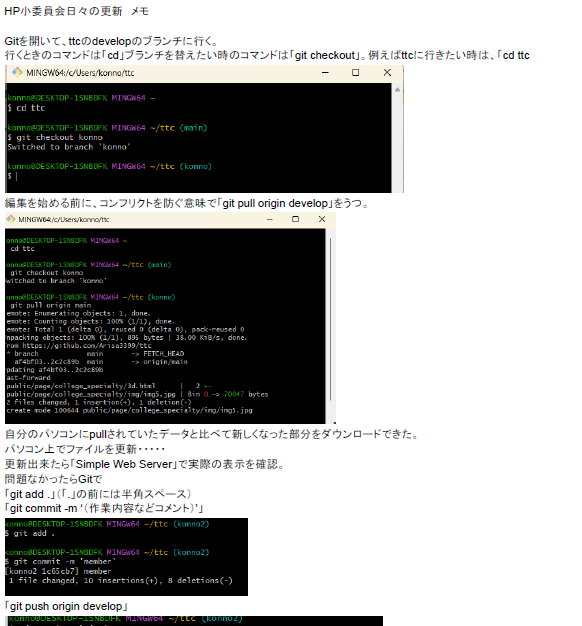 HP小委員会日々の更新　メモ
Gitを開いて、ttcのdevelopのブランチに行く。
行くときのコマンドは「cd」ブランチを替えたい時のコマンドは「git checkout」。例えばttcに行きたい時は、「cd ttc
MINGW64:/c/Users/konno/ttc
konno@DESKTOP-1SNBDFK MINGW64 ~
$ cd ttc
konno@DESKTOP-1SNBDFK MINGW64 ~/ttc (main)
$ git checkout konno
Switched to branch 'konno'
konno@DESKTOP-1SNBDFK MINGW64 ~/ttc (konno)
$
編集を始める前に、コンフリクトを防ぐ意味で「git pull origin develop」をうつ。
MINGW64:/c/Users/konno/ttc
onno@DESKTOP-1SNBDFK MINGW64 ~
cd ttc
onno@DESKTOP-1SNBDFK MINGW64 ~/ttc (main)
git checkout konno
witched to branch 'konno'
onno@DESKTOP-1SNBDFK MINGW64 ~/ttc (konno)
git pull origin main
emote: Enumerating objects: 1, done.
emote: Counting objects: 100% (1/1), done.
emote: Total 1 (delta 0), reused 0 (delta 0), pack-reused 0
npacking objects: 100% (1/1), 895 bytes | 38.00 KiB/s, done.
rom https://github.com/Arisa3399/ttc
* branch main -> FETCH_HEAD
af4bf03..2c2c89b main -> origin/main
pdating af4bf03..2c2c89b
ast-forward
public/page/college_specialty/3d.html | 2 +-
public/page/college_specialty/img/img5.jpg | Bin 0 -> 70047 bytes
2 files changed, 1 insertion(+), 1 deletion(-)
create mode 100644 public/page/college_specialty/img/img5.jpg
自分のパソコンにpullされていたデータと比べて新しくなった部分をダウンロードできた。
パソコン上でファイルを更新・・・・・
更新出来たら「Simple Web Server」で実際の表示を確認。
問題なかったらGitで
「git add .」（「.」の前には半角スペース）
「git commit -m ‘（作業内容などコメント）’」
konno@DESKTOP-1SNBDFK MINGW64 ~/ttc (konno2)
$ git add .
konno@DESKTOP-1SNBDFK MINGW64 ~/ttc (konno2)
$ git commit -m 'member'
[konno2 1c65cb7] member
1 file changed, 10 insertions(+), 8 deletions(-)
「git push origin develop」
konno@DESKTOP-1SNBDFK MINGW64 ~/ttc (konno2)